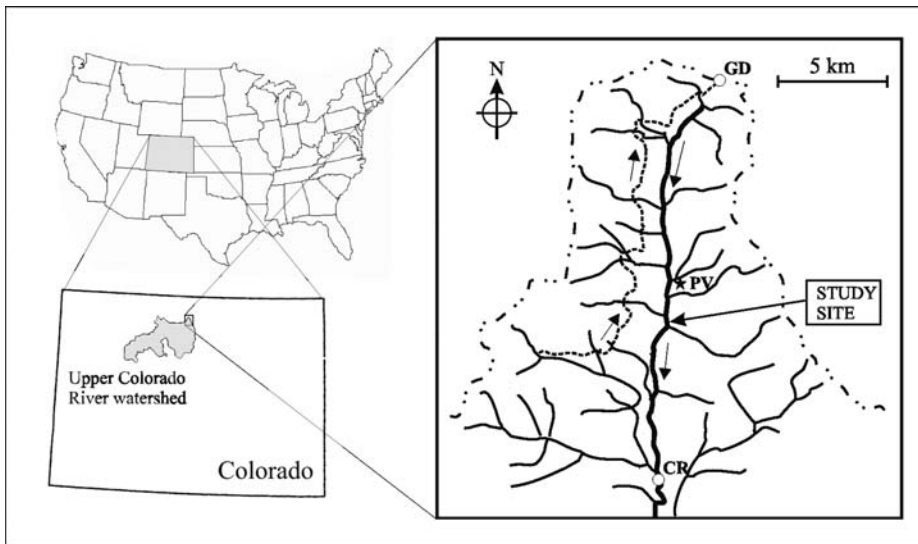 Upper Colorado
River watershed
Colorado
N
GD
5 km
PV
STUDY
SITE
CR